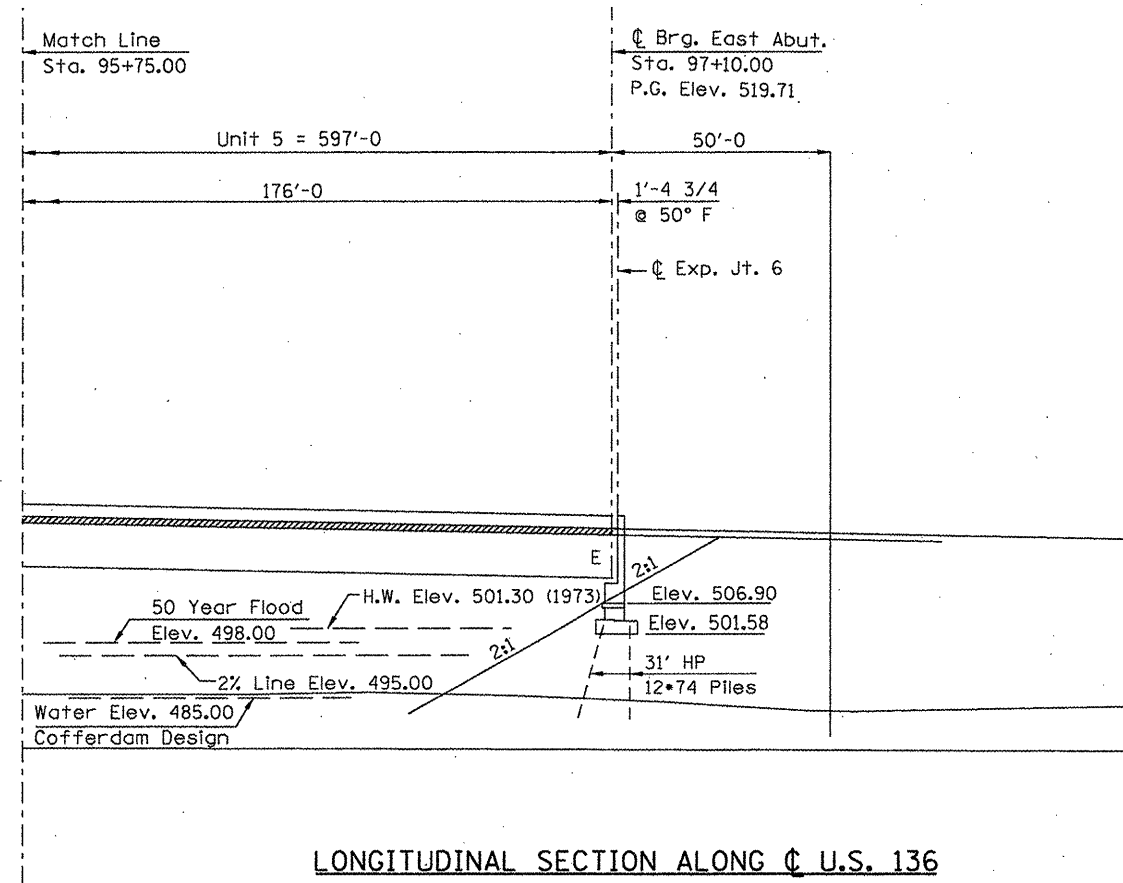 Match Line
Sta. 95+75.00
℄ Brg. East Abut.
Sta. 97+10.00
P.G. Elev. 519.71
Unit 5 = 597'-0
50'-0
176'-0
1'-4 3/4
@ 50° F
℄ Exp. Jt. 6
E
2:1
H.W. Elev. 501.30 (1973)
Elev. 506.90
50 Year Flood
Elev. 498.00
Elev. 501.58
2:1
31' HP
12•74 Piles
2% Line Elev. 495.00
Water Elev. 485.00
Cofferdam Design
LONGITUDINAL SECTION ALONG ℄ U.S. 136